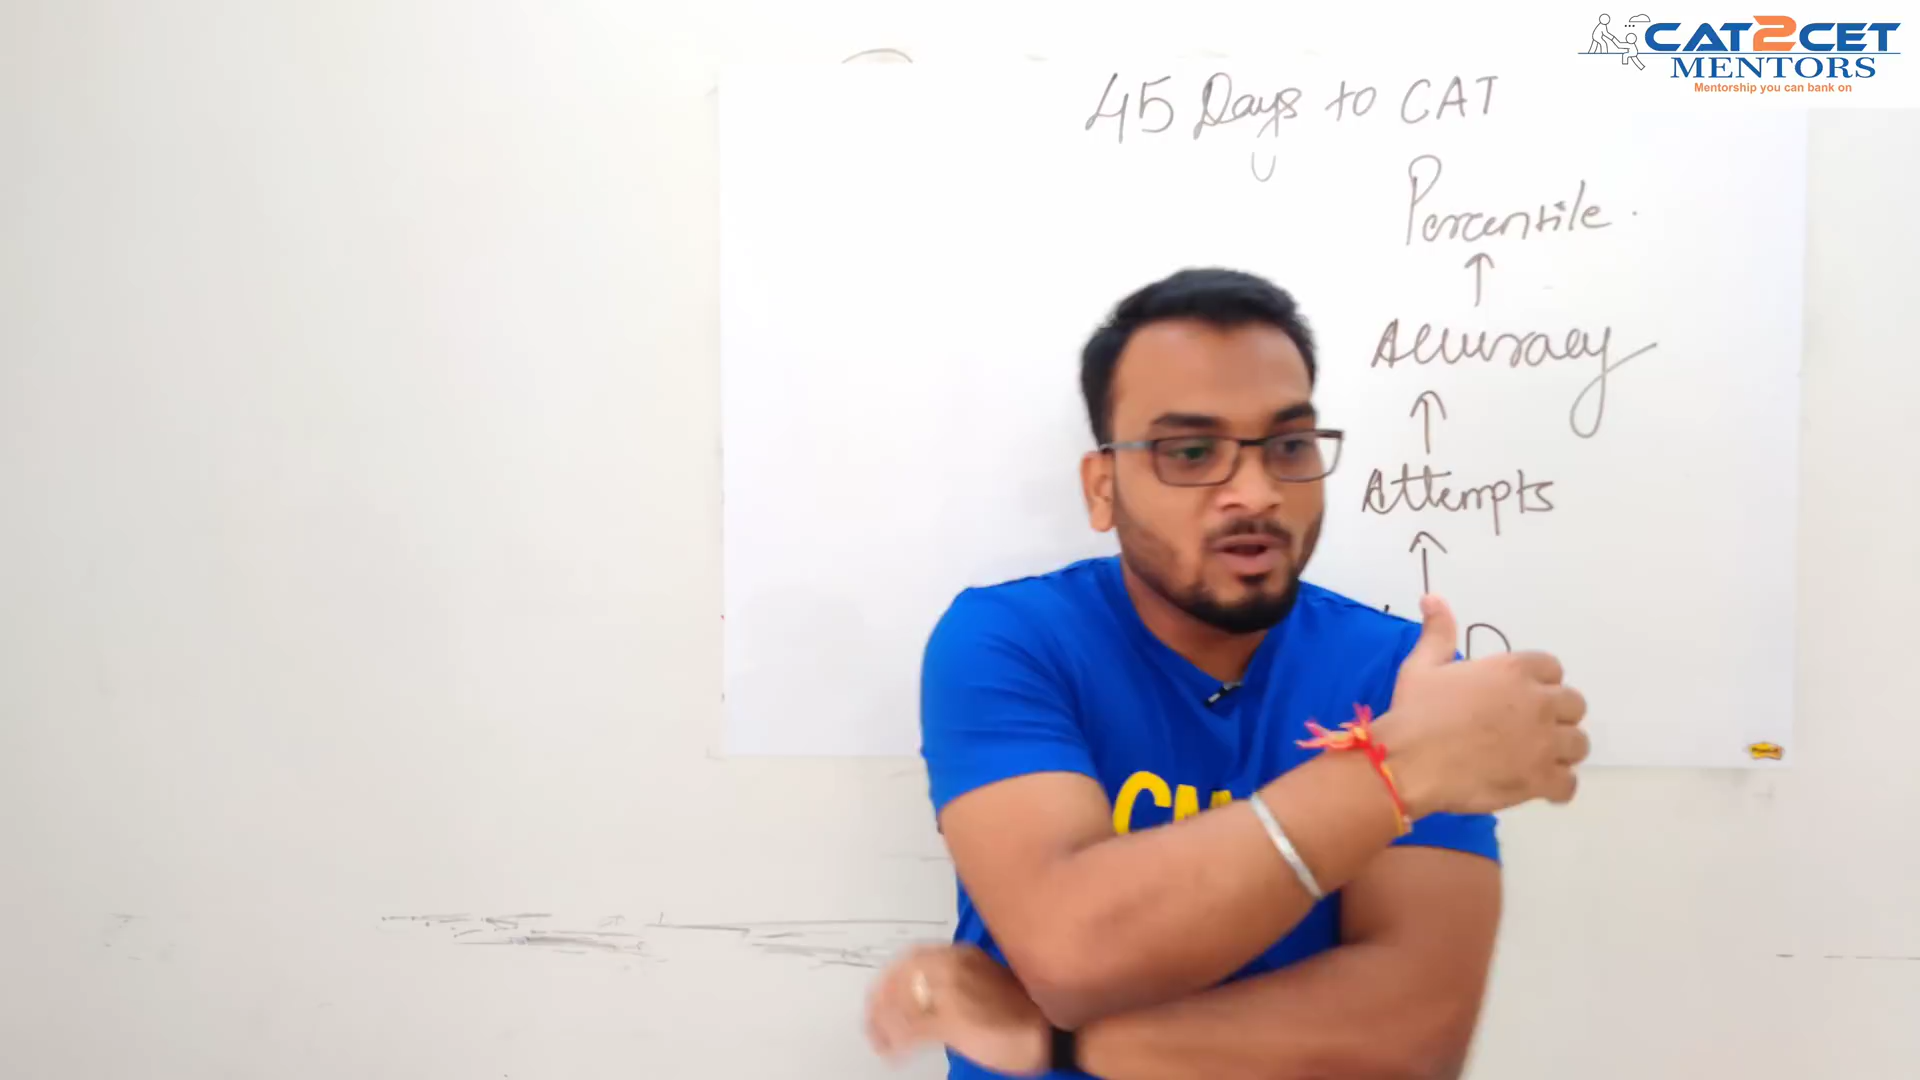 CAT2CET
MENTORS
Mentorship you can bank on
45 Days to CAT
Percentile.
Accuracy
Attempts